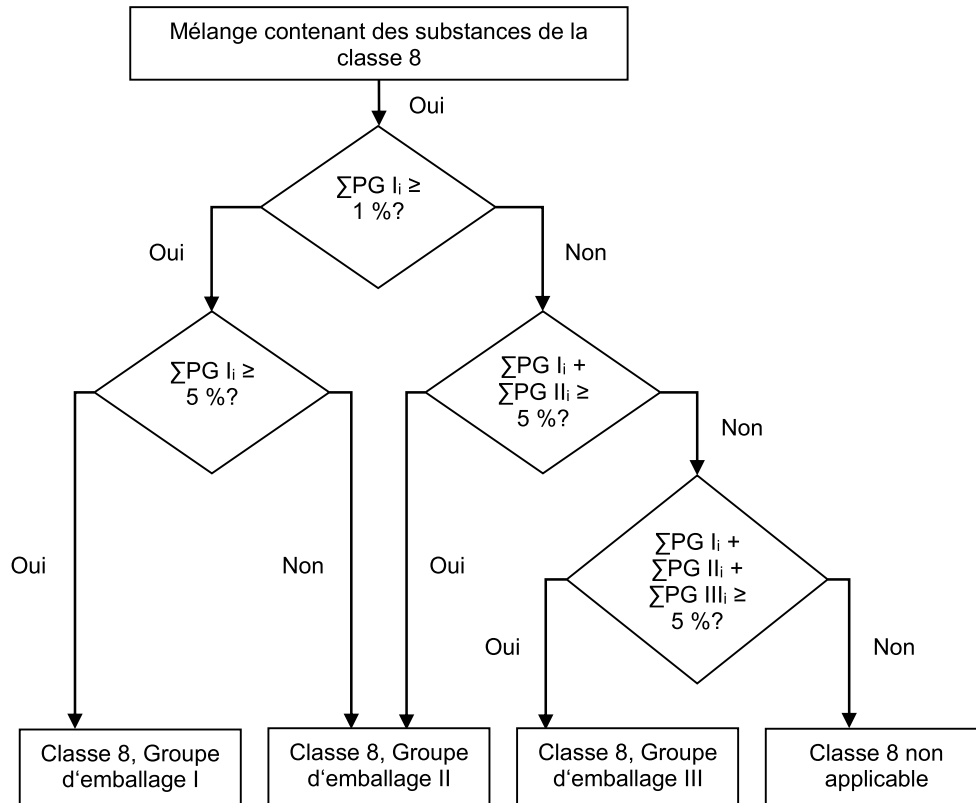 Mélange contenant des substances de la
classe 8
Oui
∑PG Iᵢ ≥
1 %?
Oui
Non
∑PG Iᵢ ≥
5 %?
∑PG Iᵢ +
∑PG IIᵢ ≥
5 %?
Non
∑PG Iᵢ +
∑PG IIᵢ +
∑PG IIIᵢ ≥
5 %?
Oui
Non
Oui
Oui
Non
Classe 8, Groupe
d‘emballage I
Classe 8, Groupe
d‘emballage II
Classe 8, Groupe
d‘emballage III
Classe 8 non
applicable